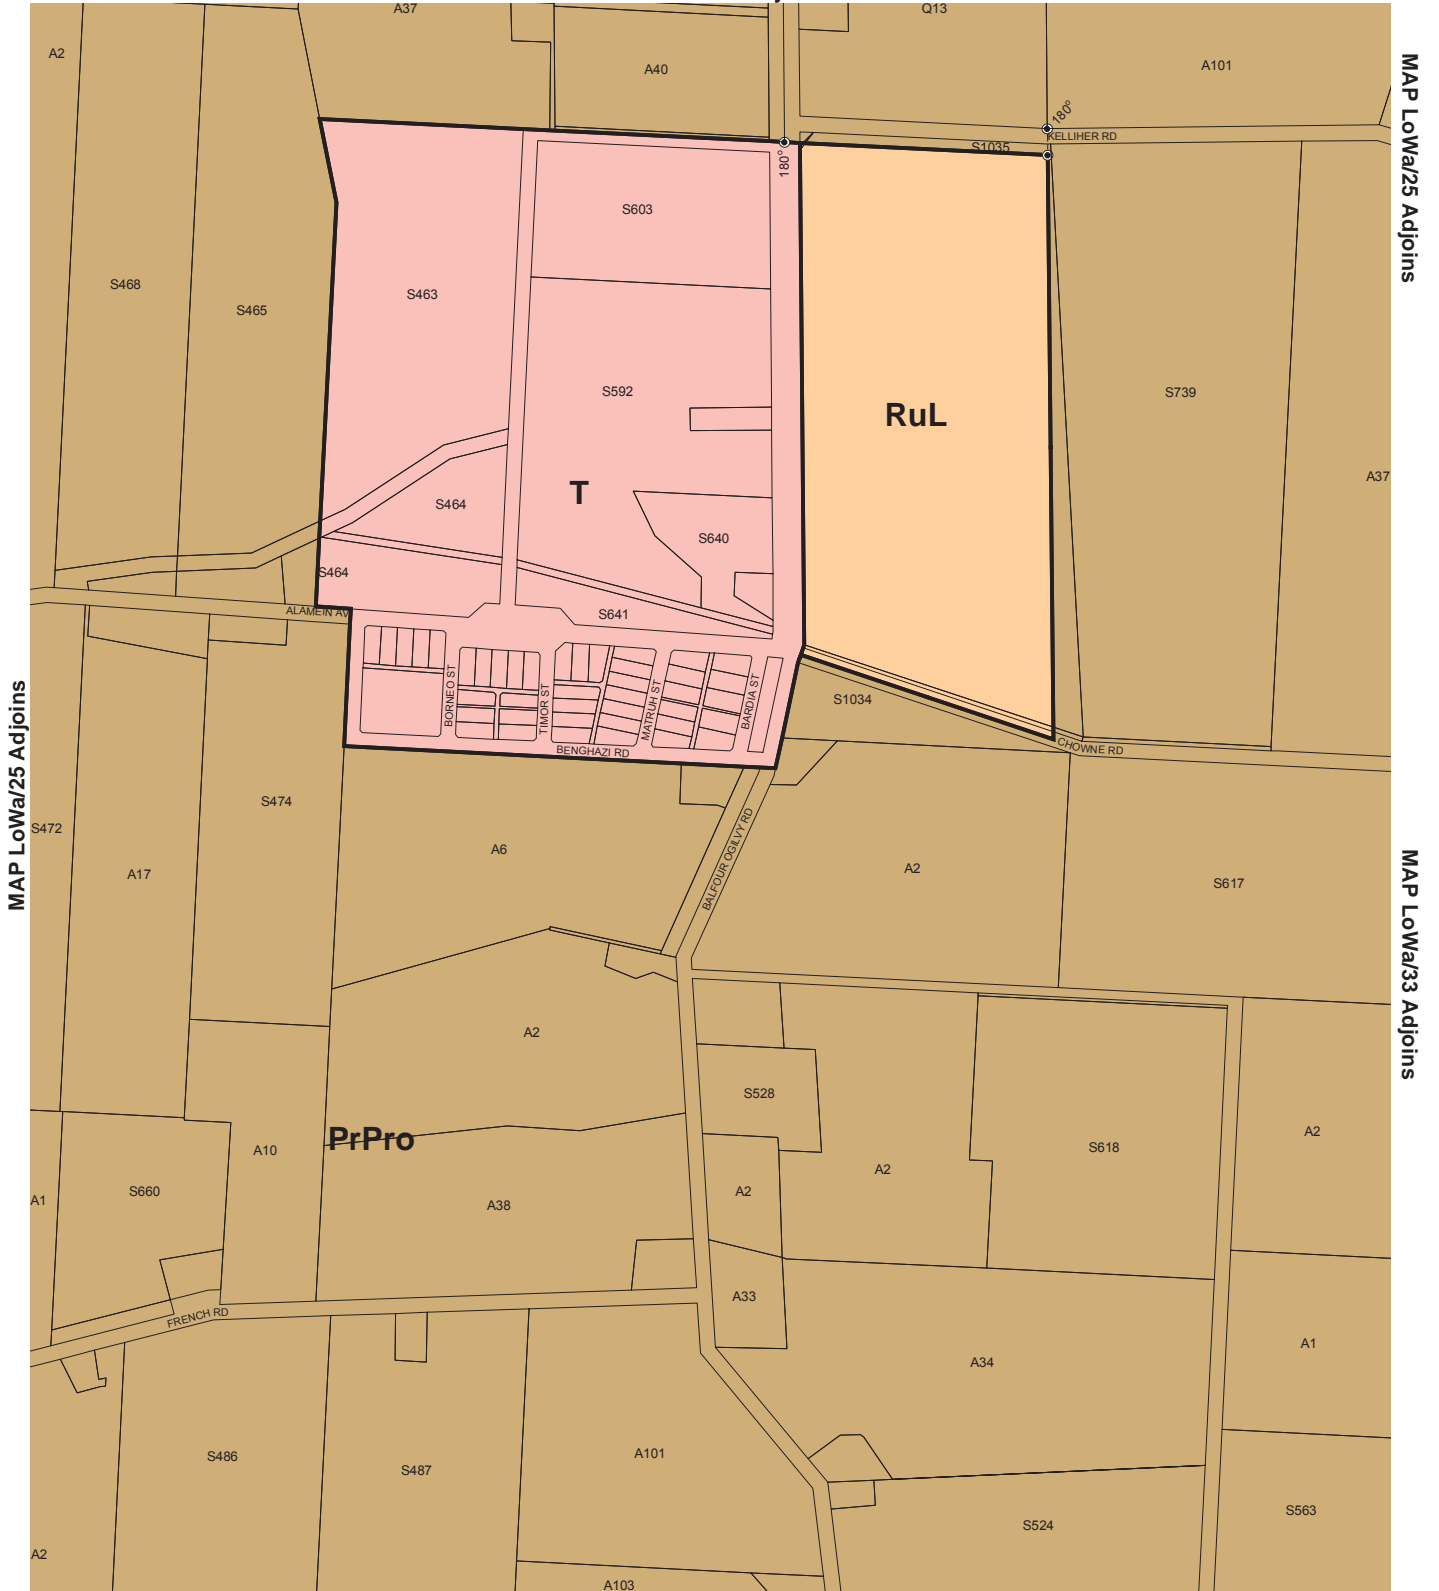 A37
Q13
A2
A40
A101
MAP LoWa/25 Adjoins
180°
KELLIHER RD
S1035
180°
S603
S468
S463
S465
S592
S739
RuL
A37
T
S464
S640
S464
ALAMEIN AV
S641
BORNEO ST
TIMOR ST
MATRUH ST
BARDIA ST
S1034
BENGHAZI RD
CHOWNE RD
MAP LoWa/25 Adjoins
S474
S472
A6
BALFOUR OGILVY RD
A17
A2
S617
MAP LoWa/33 Adjoins
A2
S528
PrPro
A10
A2
S618
A2
A1
S660
A2
A38
A33
FRENCH RD
A34
A1
S486
S487
A101
S524
S563
A2
A103